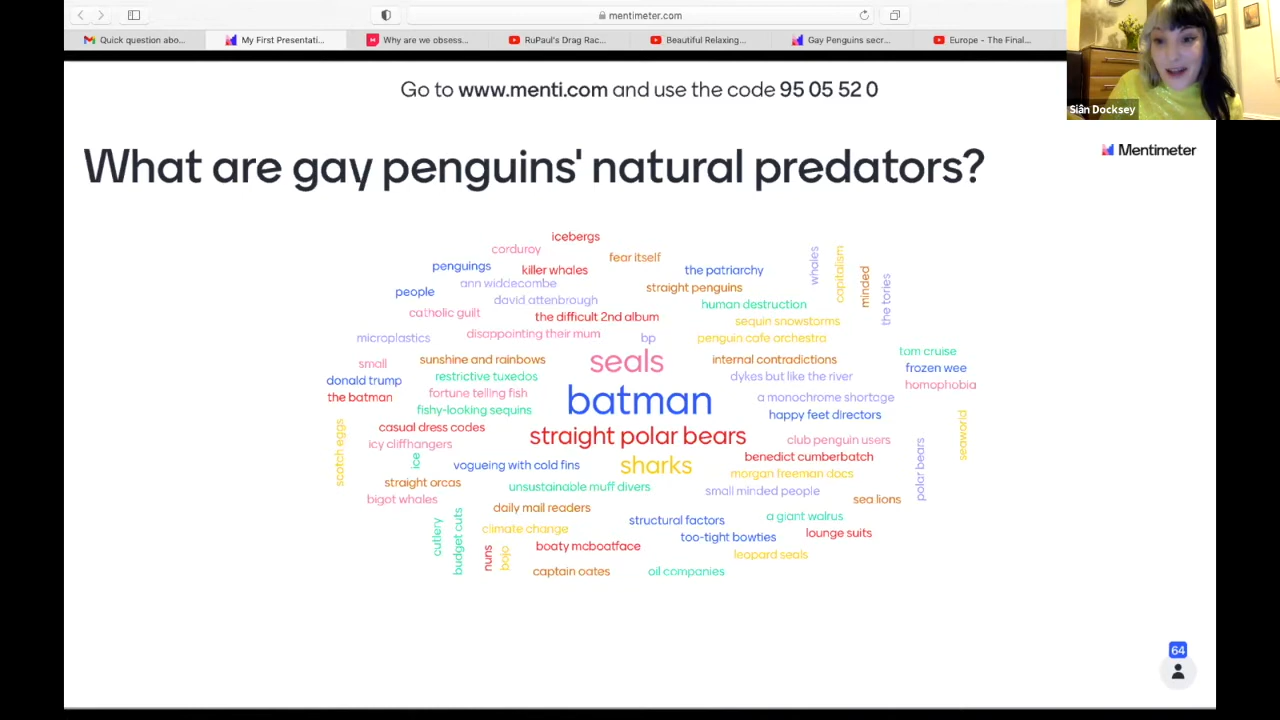 mentimeter.com
Quick question abo...
My First Presentati...
Why are we obsess...
RuPaul's Drag Rac...
Beautiful Relaxing...
Gay Penguins secr...
Europe - The Final...
Siân Docksey
Go to www.menti.com and use the code 95 05 52 0
Mentimeter
What are gay penguins' natural predators?
icebergs
corduroy
fear itself
penguings
killer whales
the patriarchy
whales
capitalism
minded
the tories
people
ann widdecombe
straight penguins
david attenbrough
human destruction
catholic guilt
the difficult 2nd album
sequin snowstorms
microplastics
disappointing their mum
bp
penguin cafe orchestra
small
sunshine and rainbows
seals
internal contradictions
tom cruise
donald trump
restrictive tuxedos
dykes but like the river
frozen wee
the batman
fortune telling fish
batman
a monochrome shortage
homophobia
fishy-looking sequins
happy feet directors
scotch eggs
casual dress codes
straight polar bears
club penguin users
polar bears
seaworld
icy cliffhangers
benedict cumberbatch
ice
vogueing with cold fins
sharks
morgan freeman docs
straight orcas
unsustainable muff divers
small minded people
bigot whales
sea lions
daily mail readers
structural factors
a giant walrus
cutlery
budget cuts
climate change
too-tight bowties
lounge suits
nuns
bojo
boaty mcboatface
leopard seals
captain oates
oil companies
64